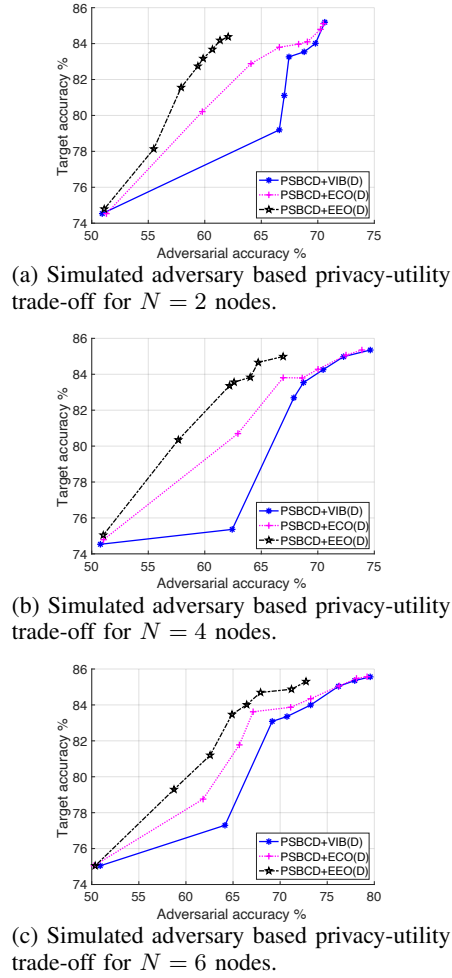 86
84
82
80
78
76
74
Target accuracy %
PSBCD+VIB(D)
PSBCD+ECO(D)
PSBCD+EEO(D)
50 55 60 65 70 75
Adversarial accuracy %
(a) Simulated adversary based privacy-utility
trade-off for N = 2 nodes.
86
84
82
80
78
76
74
Target accuracy %
PSBCD+VIB(D)
PSBCD+ECO(D)
PSBCD+EEO(D)
50 55 60 65 70 75
Adversarial accuracy %
(b) Simulated adversary based privacy-utility
trade-off for N = 4 nodes.
86
84
82
80
78
76
74
Target accuracy %
PSBCD+VIB(D)
PSBCD+ECO(D)
PSBCD+EEO(D)
50 55 60 65 70 75 80
Adversarial accuracy %
(c) Simulated adversary based privacy-utility
trade-off for N = 6 nodes.